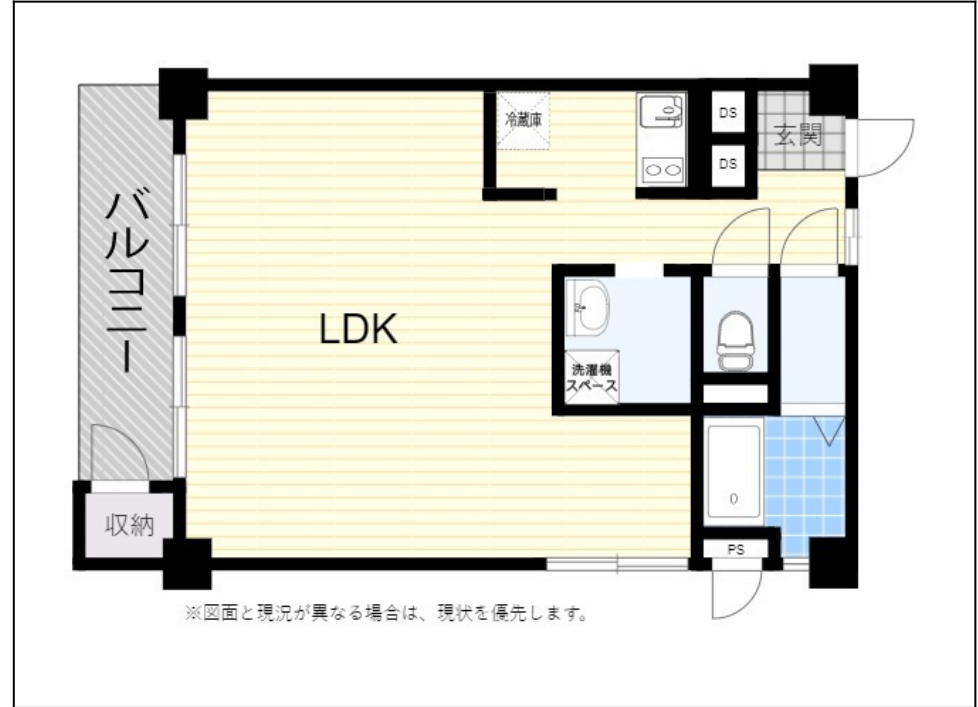 冷蔵庫
DS
DS
玄関
バルコニー
LDK
洗濯機
スペース
収納
PS
※図面と現況が異なる場合は、現状を優先します。